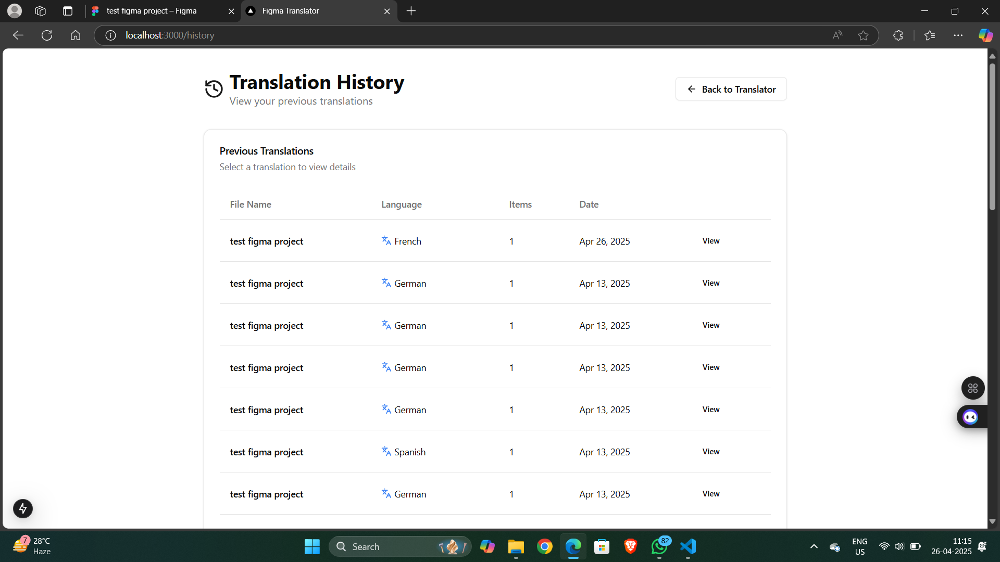 test figma project – Figma
Figma Translator
localhost:3000/history
Translation History
View your previous translations
Back to Translator
Previous Translations
Select a translation to view details
File Name Language Items Date
test figma project French 1 Apr 26, 2025 View
test figma project German 1 Apr 13, 2025 View
test figma project German 1 Apr 13, 2025 View
test figma project German 1 Apr 13, 2025 View
test figma project German 1 Apr 13, 2025 View
test figma project Spanish 1 Apr 13, 2025 View
test figma project German 1 Apr 13, 2025 View
7
28°C
Haze
Search
82
ENG
US
11:15
26-04-2025